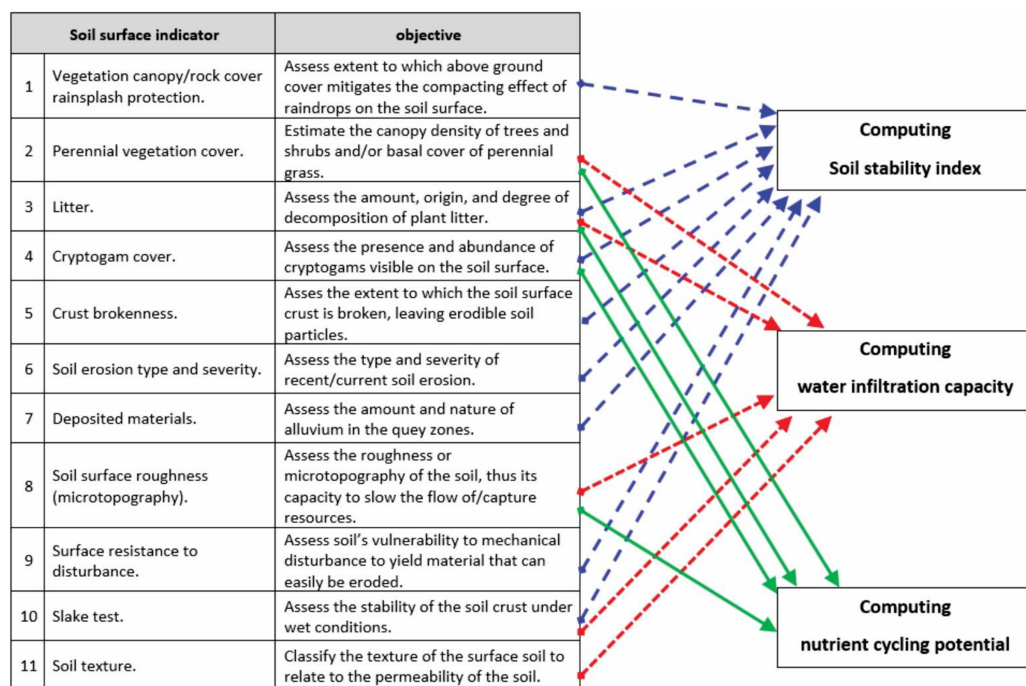 Soil surface indicator
objective
1
Vegetation canopy/rock cover
rainsplash protection.
Assess extent to which above ground
cover mitigates the compacting effect of
raindrops on the soil surface.
2
Perennial vegetation cover.
Estimate the canopy density of trees and
shrubs and/or basal cover of perennial
grass.
3
Litter.
Assess the amount, origin, and degree of
decomposition of plant litter.
4
Cryptogam cover.
Assess the presence and abundance of
cryptogams visible on the soil surface.
5
Crust brokenness.
Asses the extent to which the soil surface
crust is broken, leaving erodible soil
particles.
6
Soil erosion type and severity.
Assess the type and severity of
recent/current soil erosion.
7
Deposited materials.
Assess the amount and nature of
alluvium in the quey zones.
8
Soil surface roughness
(microtopography).
Assess the roughness or
microtopography of the soil, thus its
capacity to slow the flow of/capture
resources.
9
Surface resistance to
disturbance.
Assess soil's vulnerability to mechanical
disturbance to yield material that can
easily be eroded.
10
Slake test.
Assess the stability of the soil crust under
wet conditions.
11
Soil texture.
Classify the texture of the surface soil to
relate to the permeability of the soil.
Computing
Soil stability index
Computing
water infiltration capacity
Computing
nutrient cycling potential